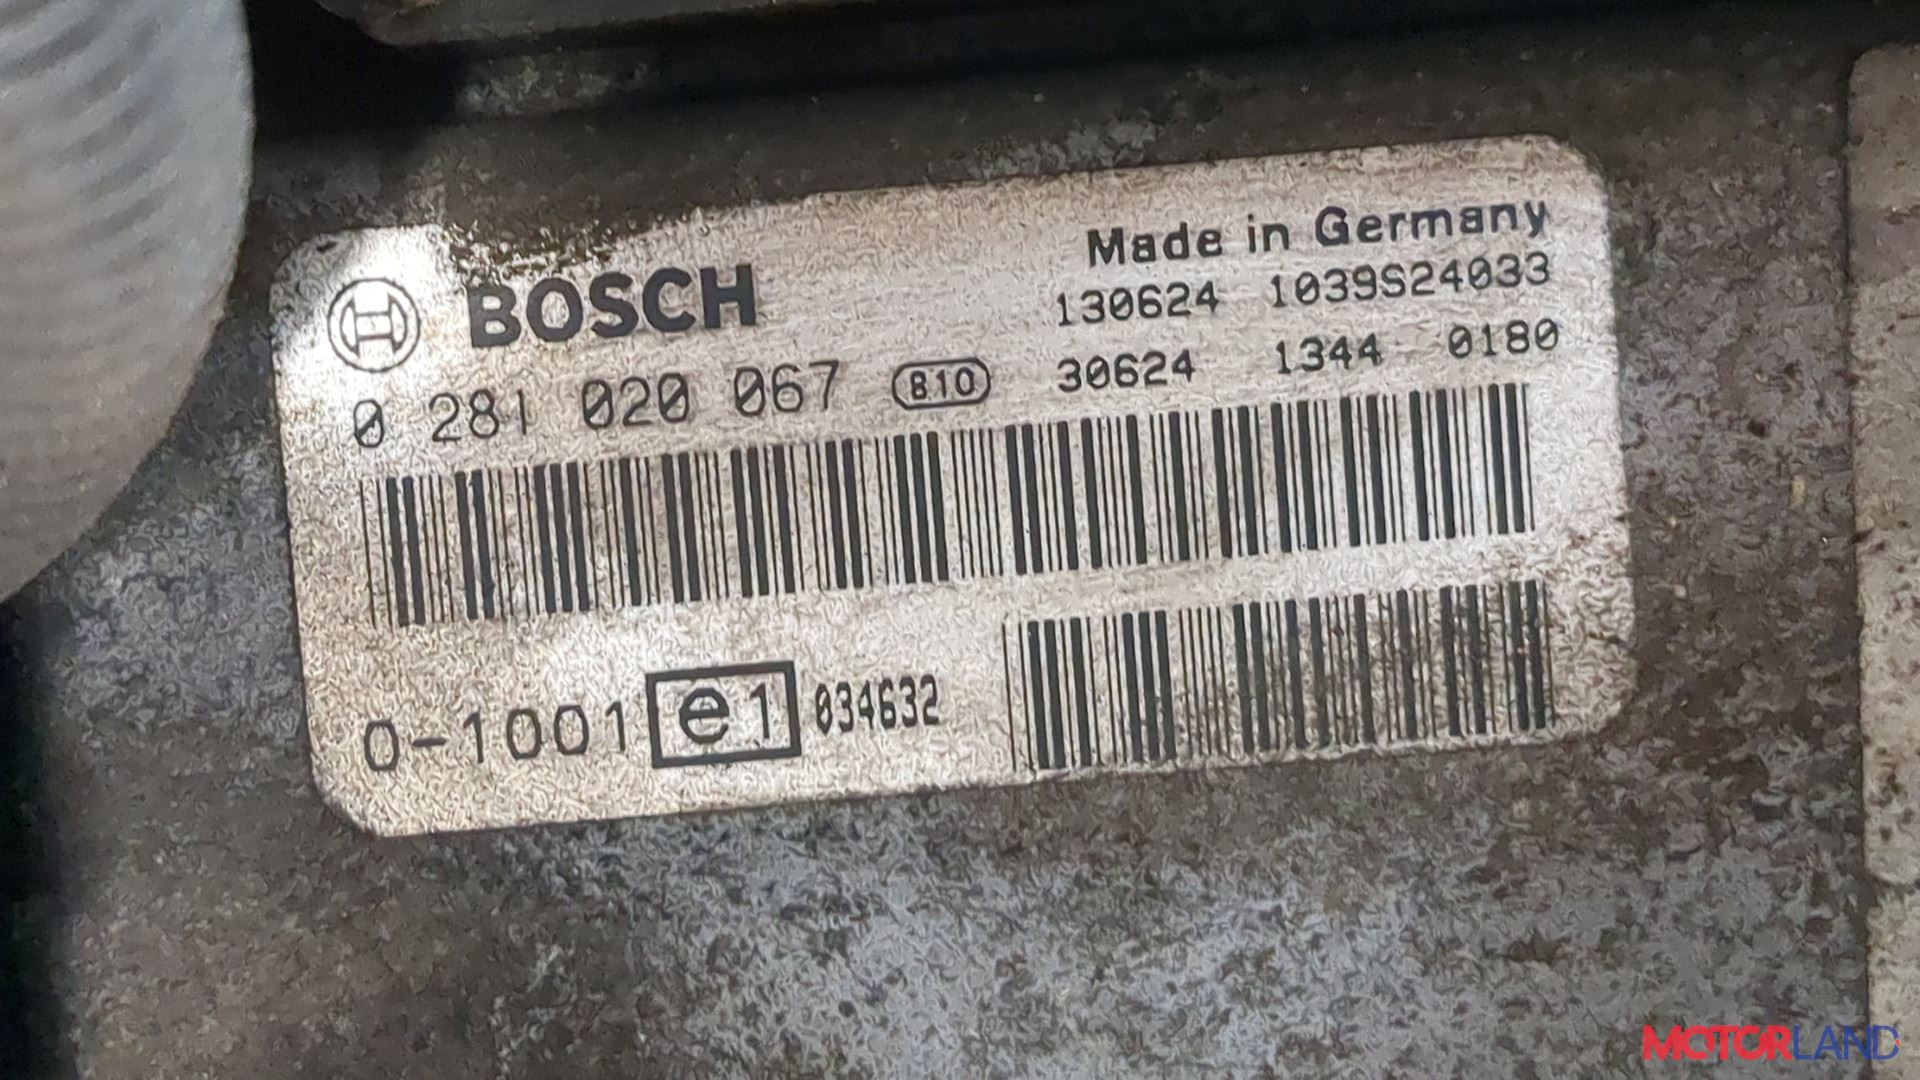 Made in Germany
BOSCH
130624 1039S24033
0 281 020 067 810 30624 1344 0180
0-1001 e1 034632
MOTORLAND